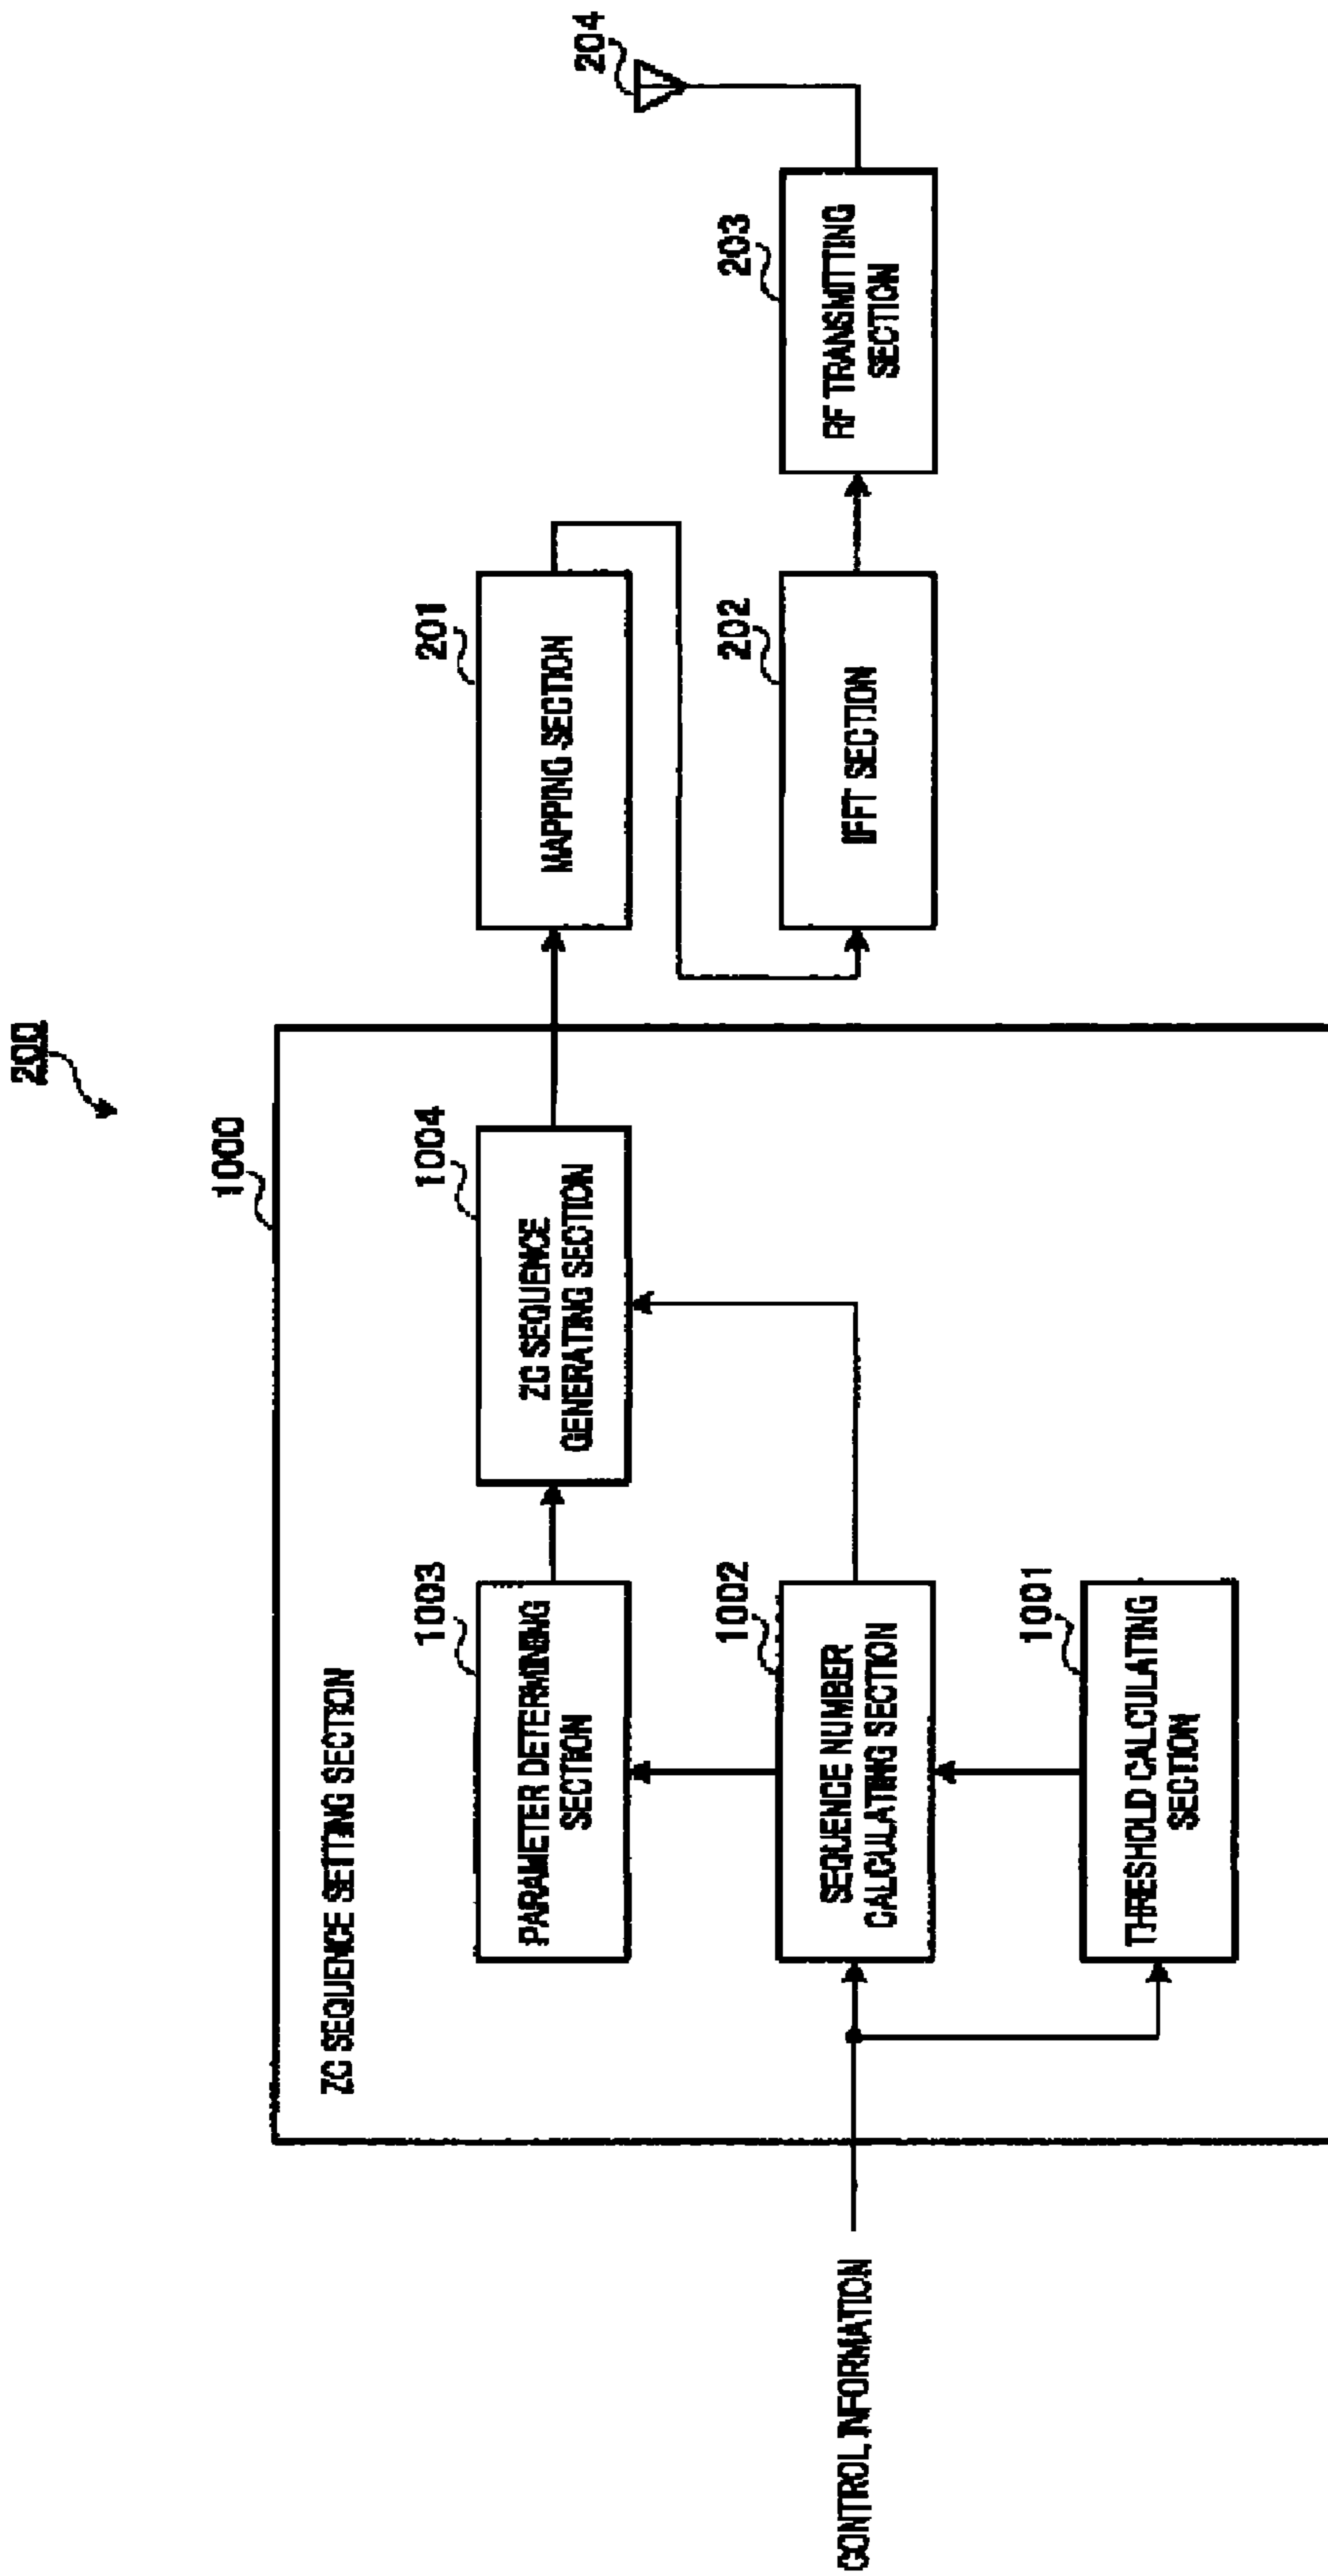 200
1000
ZC SEQUENCE SETTING SECTION
1003
PARAMETER DETERMINING
SECTION
1004
ZC SEQUENCE
GENERATING SECTION
201
MAPPING SECTION
CONTROL INFORMATION
1002
SEQUENCE NUMBER
CALCULATING SECTION
202
IFFT SECTION
203
RF TRANSMITTING
SECTION
204
1001
THRESHOLD CALCULATING
SECTION